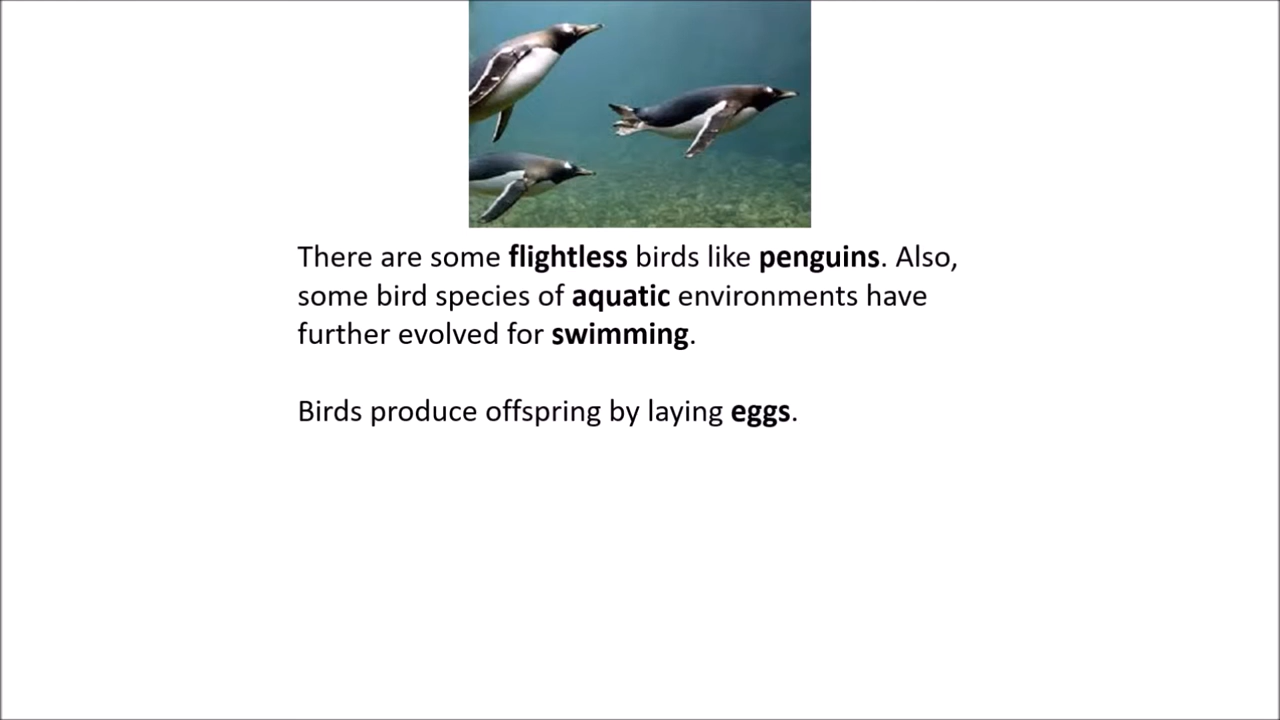 There are some flightless birds like penguins. Also,
some bird species of aquatic environments have
further evolved for swimming.
Birds produce offspring by laying eggs.